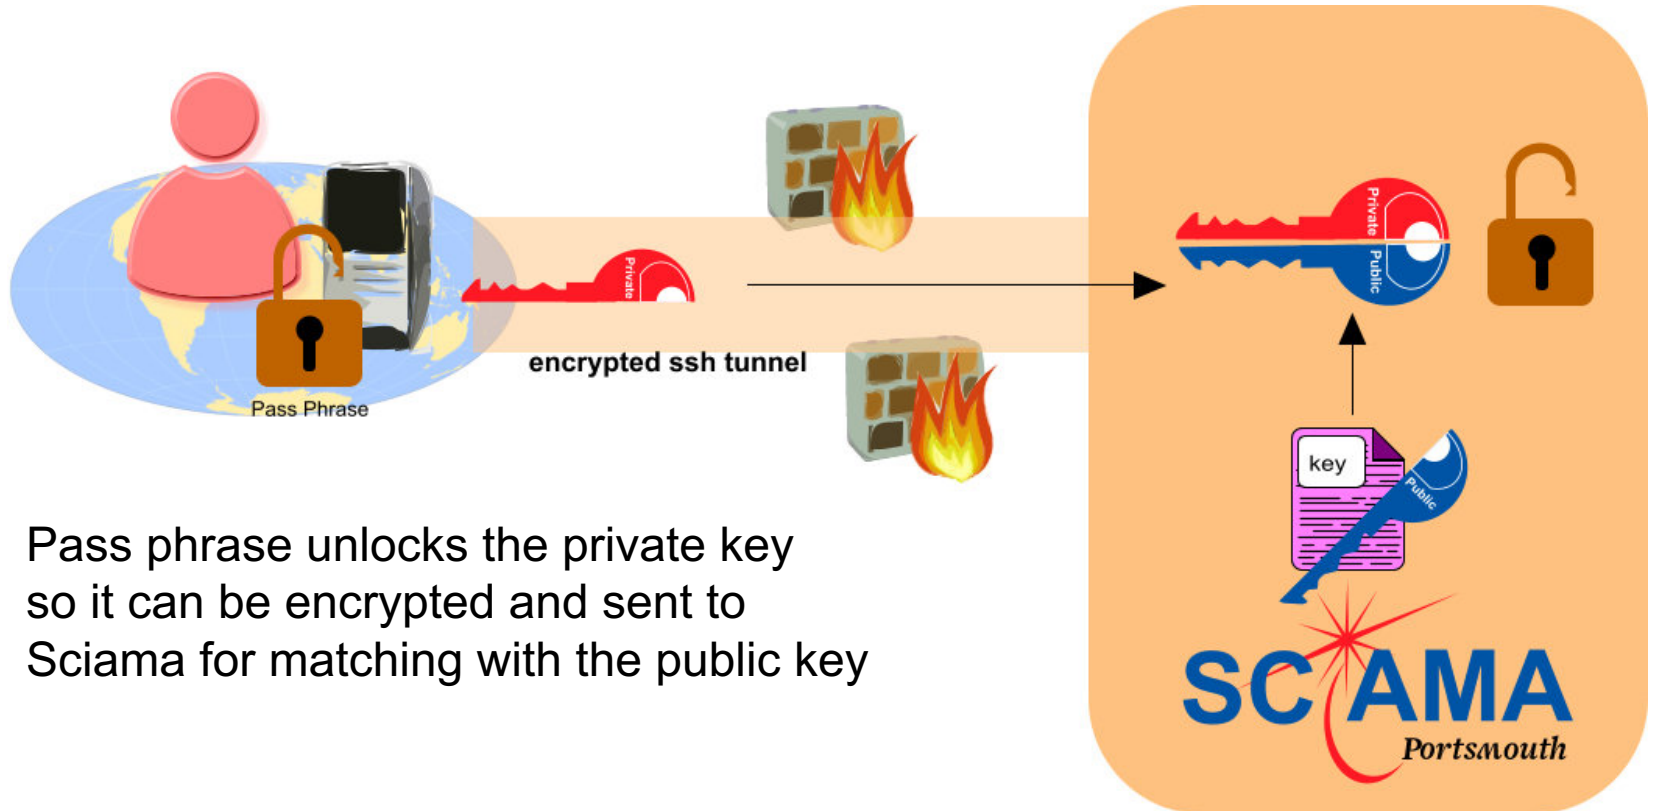 Private
Private
Public
encrypted ssh tunnel
Pass Phrase
key
Public
Pass phrase unlocks the private key
so it can be encrypted and sent to
Sciama for matching with the public key
SCIAMA
Portsmouth